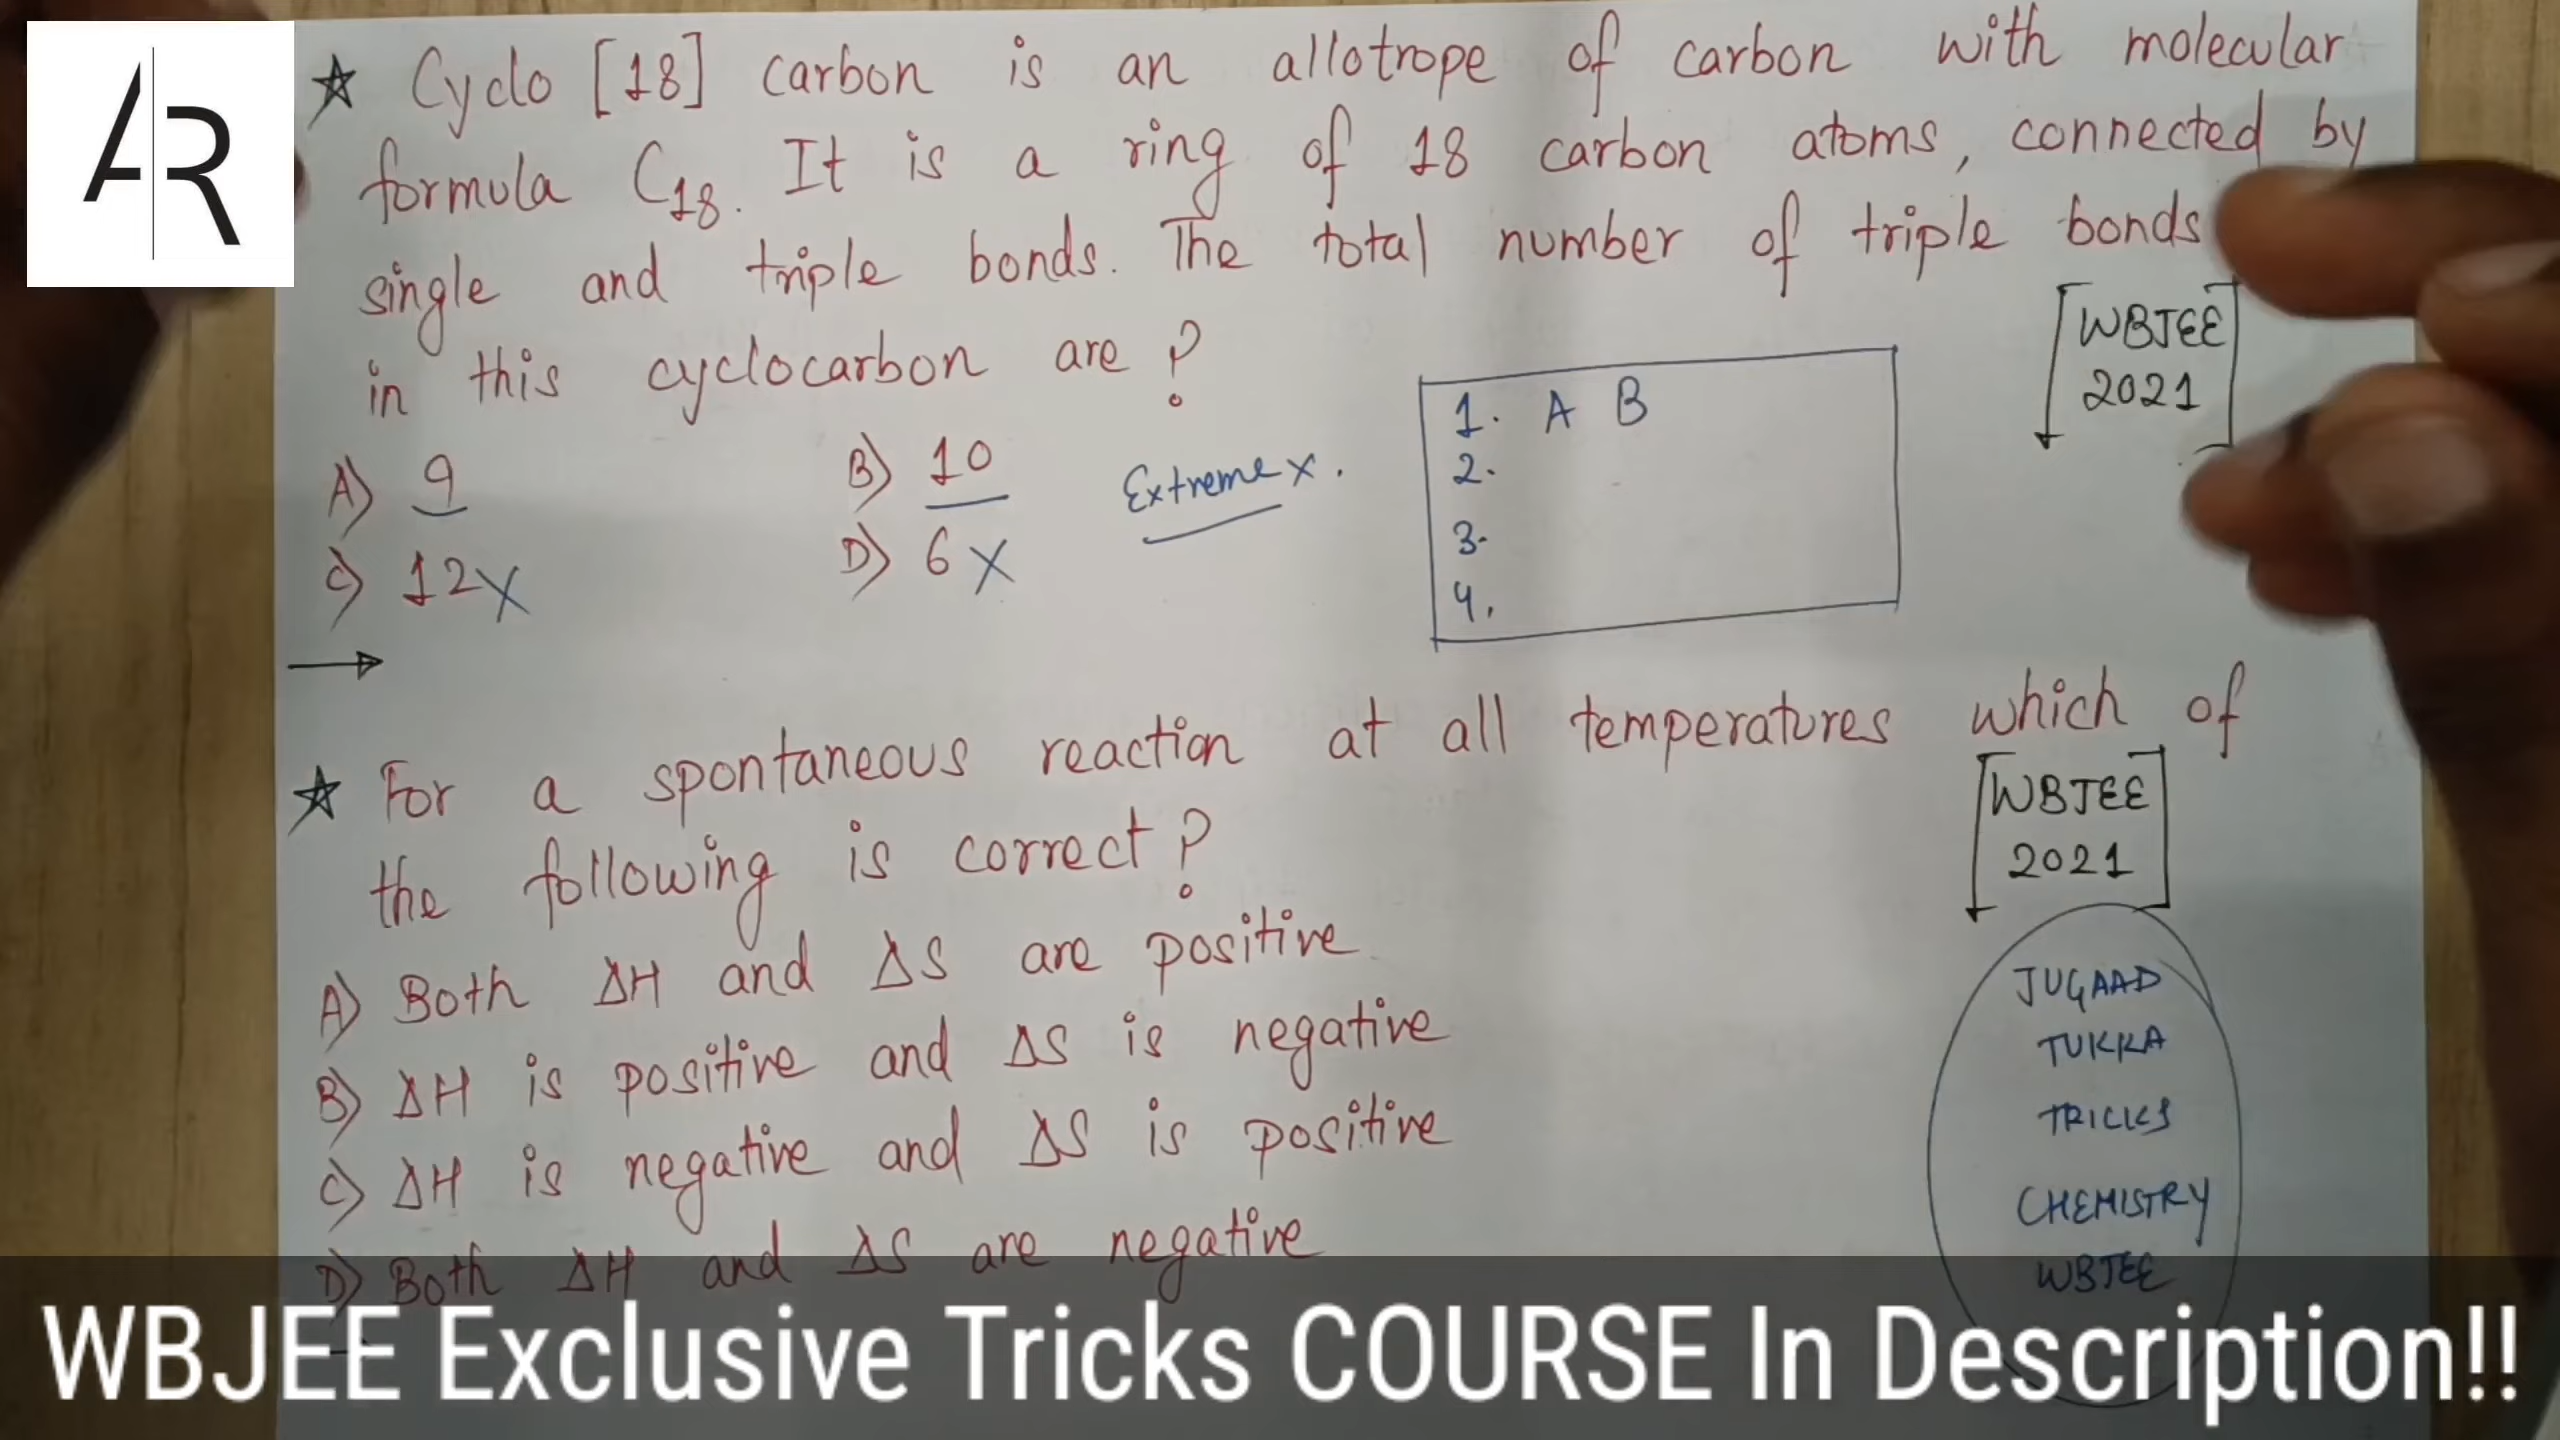 AR
☆ Cyclo [18] carbon is an allotrope of carbon with molecular
formula C₁₈. It is a ring of 18 carbon atoms, connected by
single and triple bonds. The total number of triple bonds
in this cyclocarbon are ?
[WBJEE
2021]
A) 9
B) 10
C) 12 X
D) 6 X
Extreme X.
1. A B
2.
3.
4.
→
☆ For a spontaneous reaction at all temperatures which of
the following is correct ?
[WBJEE
2021]
A) Both ΔH and ΔS are positive
B) ΔH is positive and ΔS is negative
C) ΔH is negative and ΔS is positive
D) Both ΔH and ΔS are negative
JUGAAD
TUKKA
TRICKS
CHEMISTRY
WBJEE
WBJEE Exclusive Tricks COURSE In Description!!